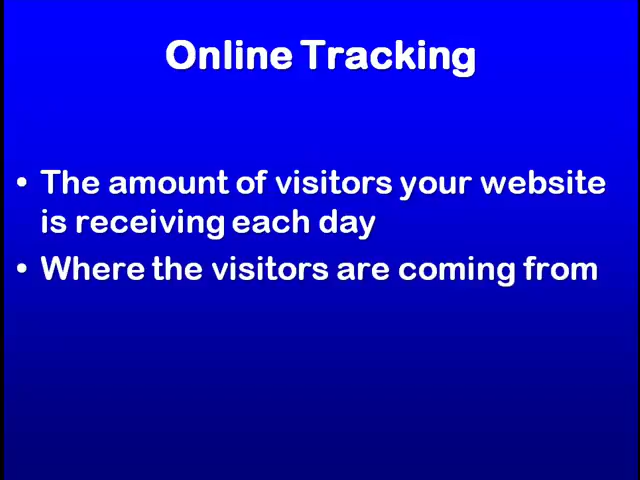 Online Tracking
• The amount of visitors your website
is receiving each day
• Where the visitors are coming from